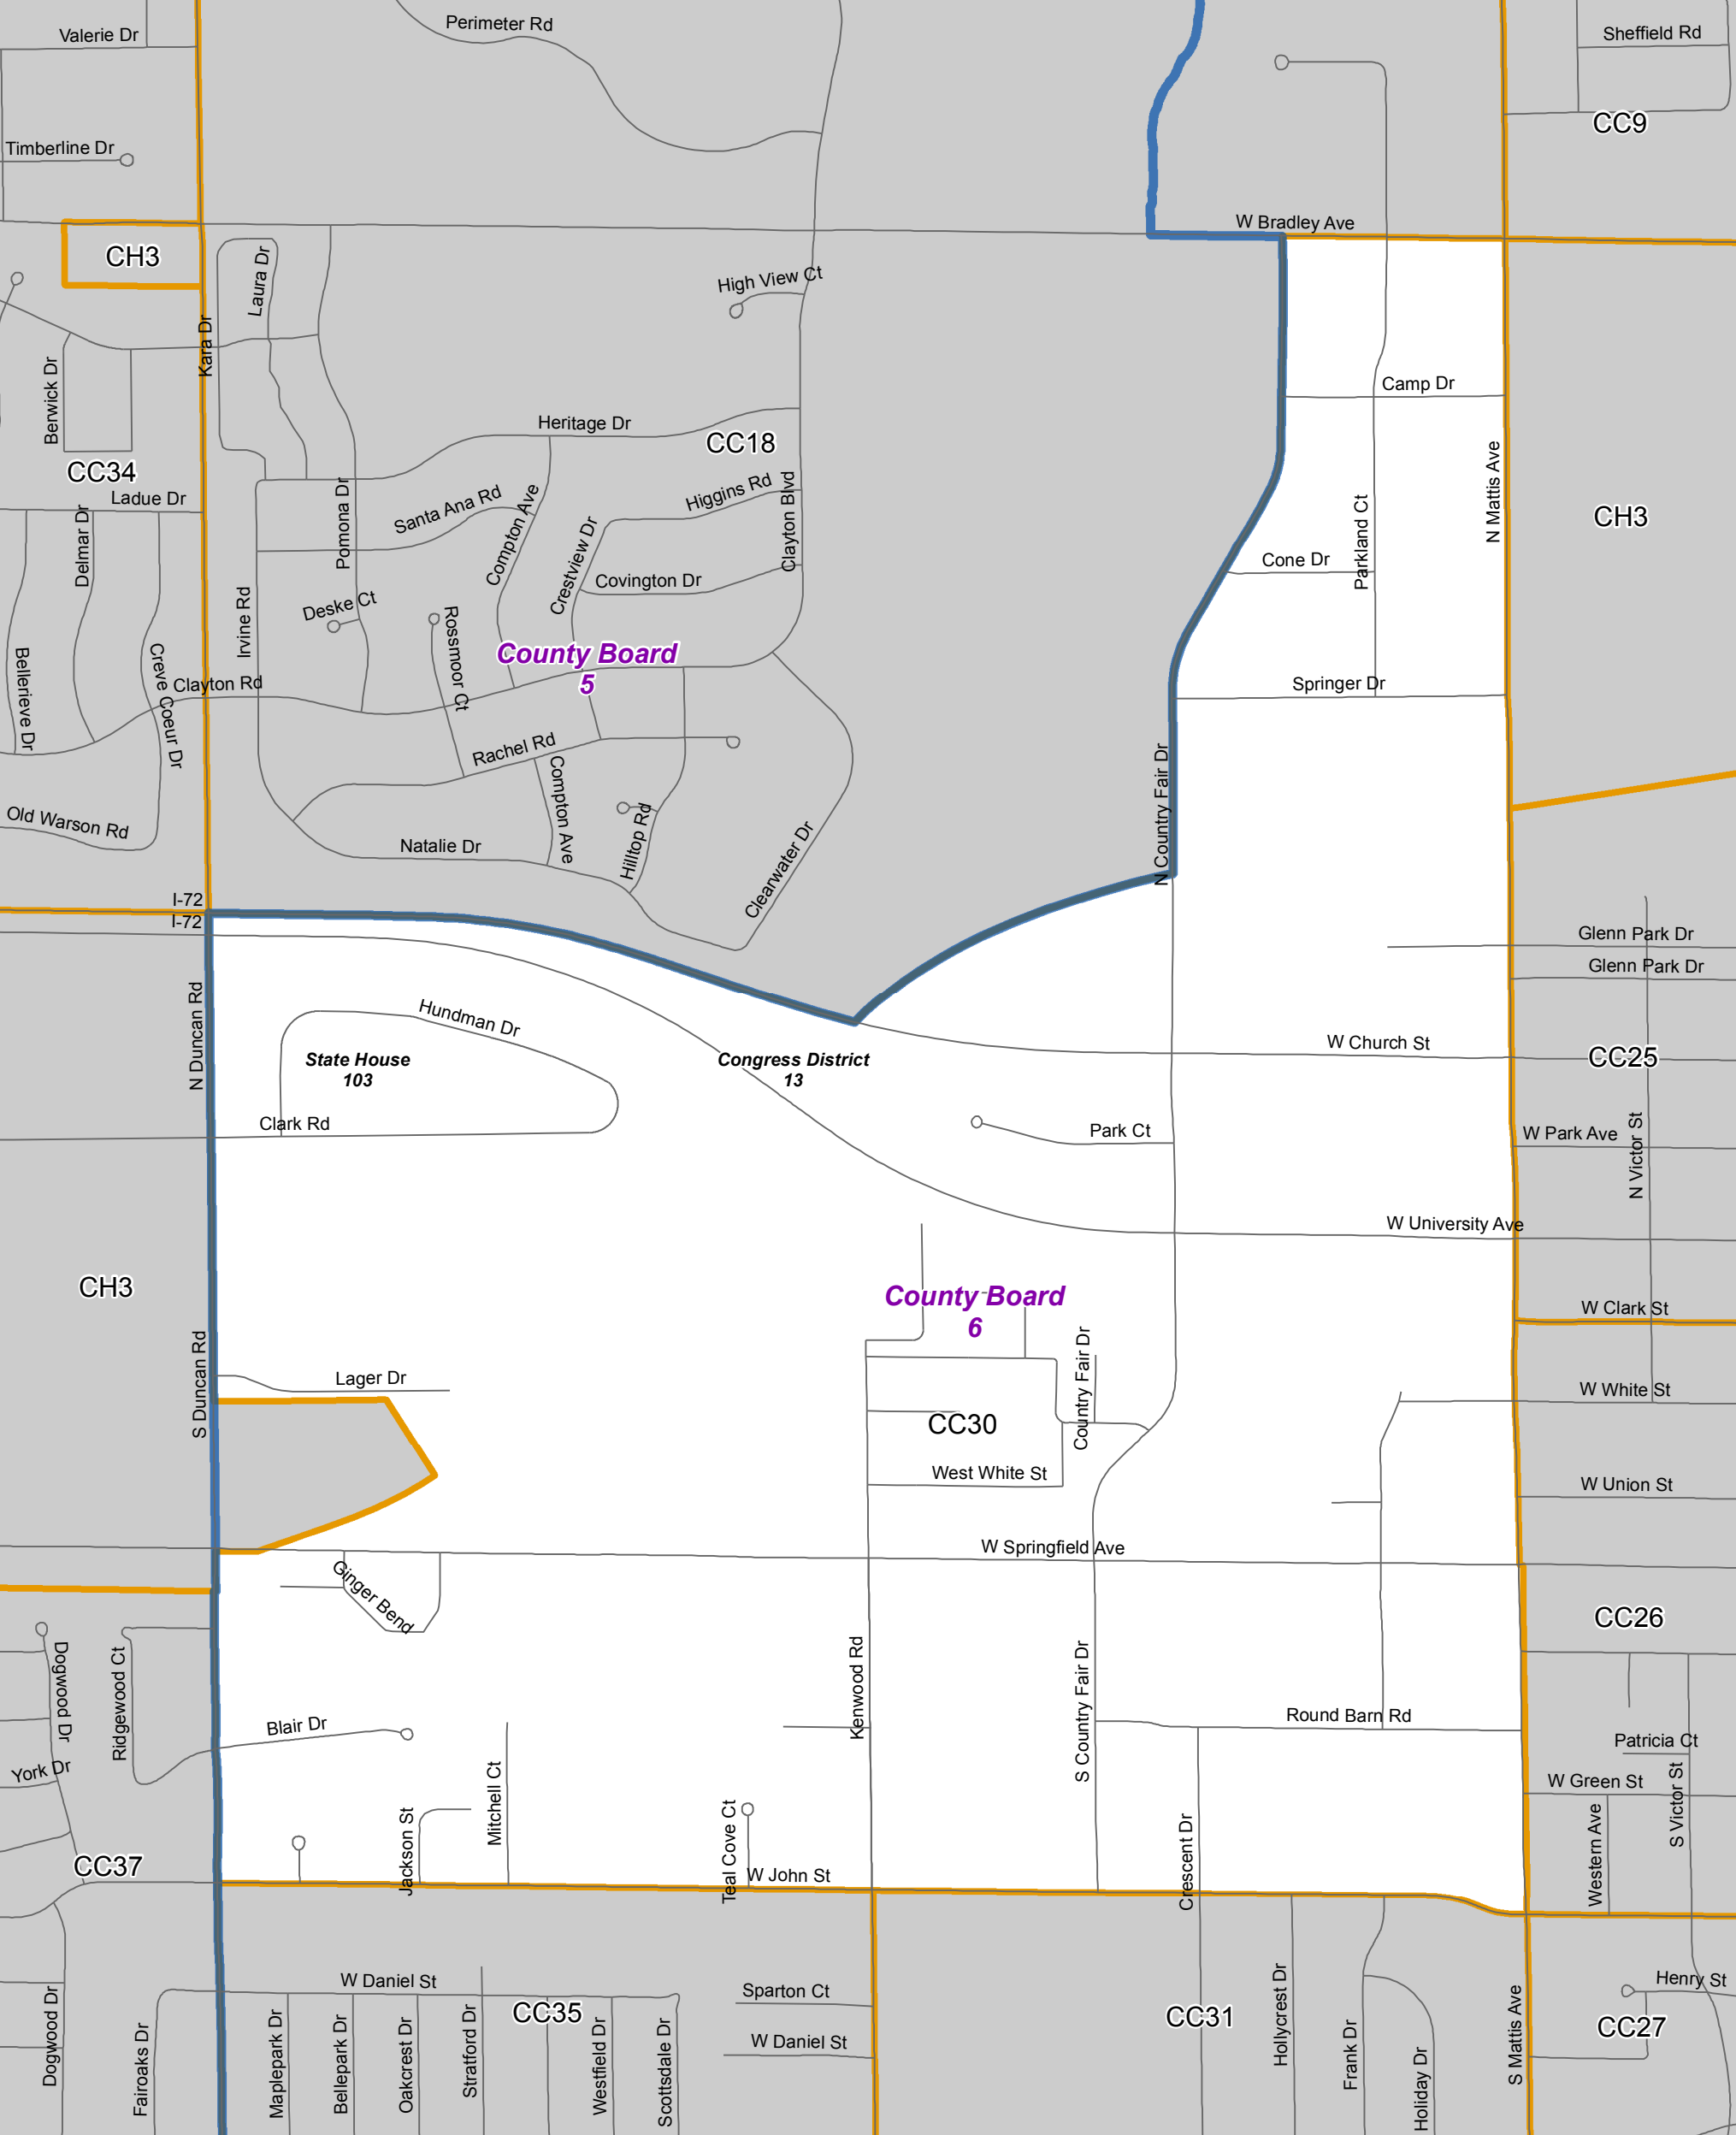 Perimeter Rd
Valerie Dr
Sheffield Rd
CC9
Timberline Dr
W Bradley Ave
CH3
Laura Dr
High View Ct
Kara Dr
Berwick Dr
Camp Dr
Heritage Dr
CC18
CC34
N Mattis Ave
Ladue Dr
Santa Ana Rd
Higgins Rd
Clayton Blvd
CH3
Delmar Dr
Pomona Dr
Compton Ave
Crestview Dr
Parkland Ct
Cone Dr
Covington Dr
Deske Ct
Irvine Rd
Rossmoor Ct
County Board
5
Bellerieve Dr
Creve Coeur Dr
Clayton Rd
Springer Dr
Rachel Rd
Compton Ave
N Country Fair Dr
Old Warson Rd
Natalie Dr
Hilltop Rd
Clearwater Dr
I-72
I-72
Glenn Park Dr
Glenn Park Dr
N Duncan Rd
Hundman Dr
W Church St
State House
103
Congress District
13
CC25
Clark Rd
Park Ct
W Park Ave
N Victor St
W University Ave
CH3
County Board
6
W Clark St
S Duncan Rd
Lager Dr
Country Fair Dr
W White St
CC30
West White St
W Union St
W Springfield Ave
Ginger Bend
CC26
Dogwood Dr
Ridgewood Ct
Kenwood Rd
S Country Fair Dr
Round Barn Rd
Blair Dr
Patricia Ct
York Dr
Mitchell Ct
W Green St
S Victor St
Jackson St
Teal Cove Ct
Crescent Dr
Western Ave
CC37
W John St
W Daniel St
Sparton Ct
Henry St
Dogwood Dr
Fairoaks Dr
Maplepark Dr
Bellepark Dr
Oakcrest Dr
Stratford Dr
CC35
Westfield Dr
Scottsdale Dr
W Daniel St
CC31
Hollycrest Dr
Frank Dr
Holiday Dr
S Mattis Ave
CC27